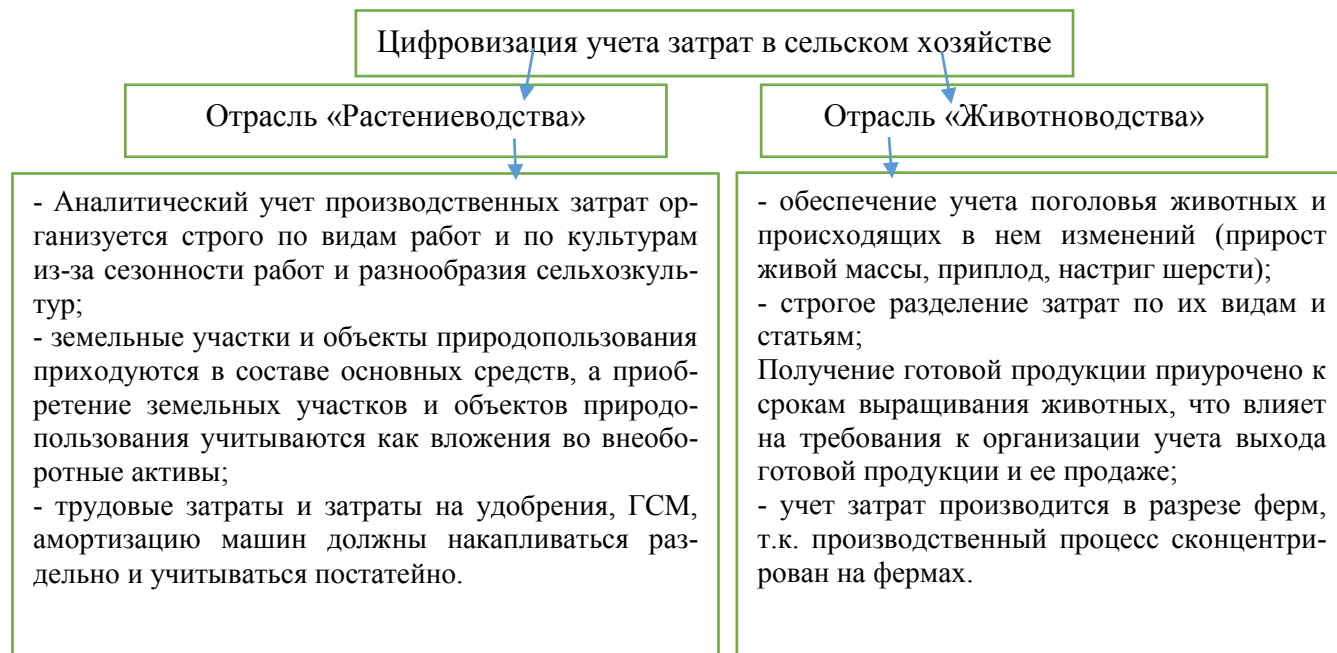 Цифровизация учета затрат в сельском хозяйстве
Отрасль «Растениеводства»
Отрасль «Животноводства»
- Аналитический учет производственных затрат ор-
ганизуется строго по видам работ и по культурам
из-за сезонности работ и разнообразия сельхозкуль-
тур;
- земельные участки и объекты природопользования
приходуются в составе основных средств, а приоб-
ретение земельных участков и объектов природо-
пользования учитываются как вложения во внеобо-
ротные активы;
- трудовые затраты и затраты на удобрения, ГСМ,
амортизацию машин должны накапливаться раз-
дельно и учитываться постатейно.
- обеспечение учета поголовья животных и
происходящих в нем изменений (прирост
живой массы, приплод, настриг шерсти);
- строгое разделение затрат по их видам и
статьям;
Получение готовой продукции приурочено к
срокам выращивания животных, что влияет
на требования к организации учета выхода
готовой продукции и ее продаже;
- учет затрат производится в разрезе ферм,
т.к. производственный процесс сконцентри-
рован на фермах.